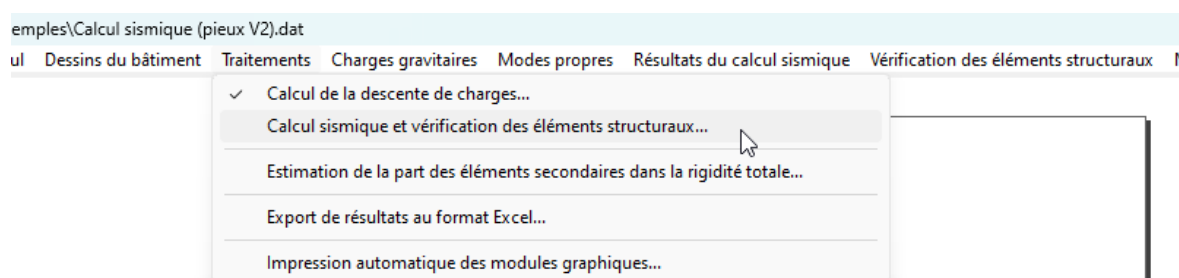 emples\Calcul sismique (pieux V2).dat
ul Dessins du bâtiment Traitements Charges gravitaires Modes propres Résultats du calcul sismique Vérification des éléments structuraux
Calcul de la descente de charges...
Calcul sismique et vérification des éléments structuraux...
Estimation de la part des éléments secondaires dans la rigidité totale...
Export de résultats au format Excel...
Impression automatique des modules graphiques...